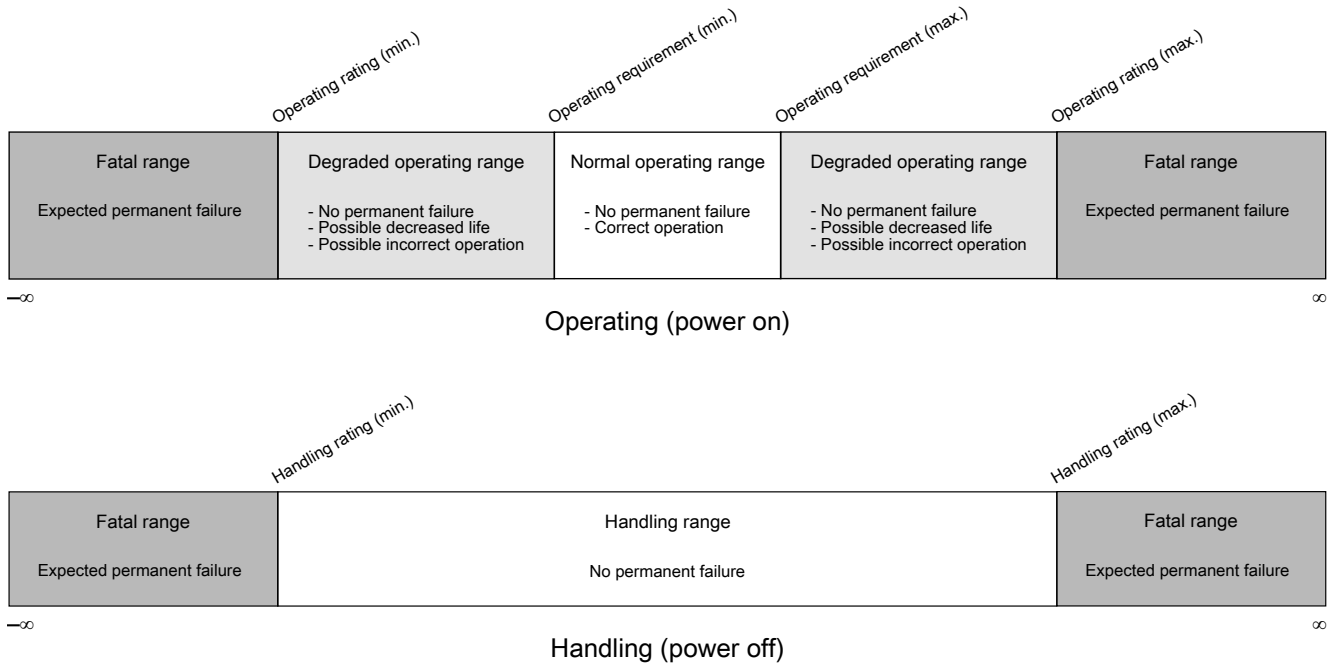 Operating rating (min.)
Operating requirement (min.)
Operating requirement (max.)
Operating rating (max.)
Fatal range
Expected permanent failure
Degraded operating range
- No permanent failure
- Possible decreased life
- Possible incorrect operation
Normal operating range
- No permanent failure
- Correct operation
Degraded operating range
- No permanent failure
- Possible decreased life
- Possible incorrect operation
Fatal range
Expected permanent failure
–∞
∞
Operating (power on)
Handling rating (min.)
Handling rating (max.)
Fatal range
Expected permanent failure
Handling range
No permanent failure
Fatal range
Expected permanent failure
–∞
∞
Handling (power off)